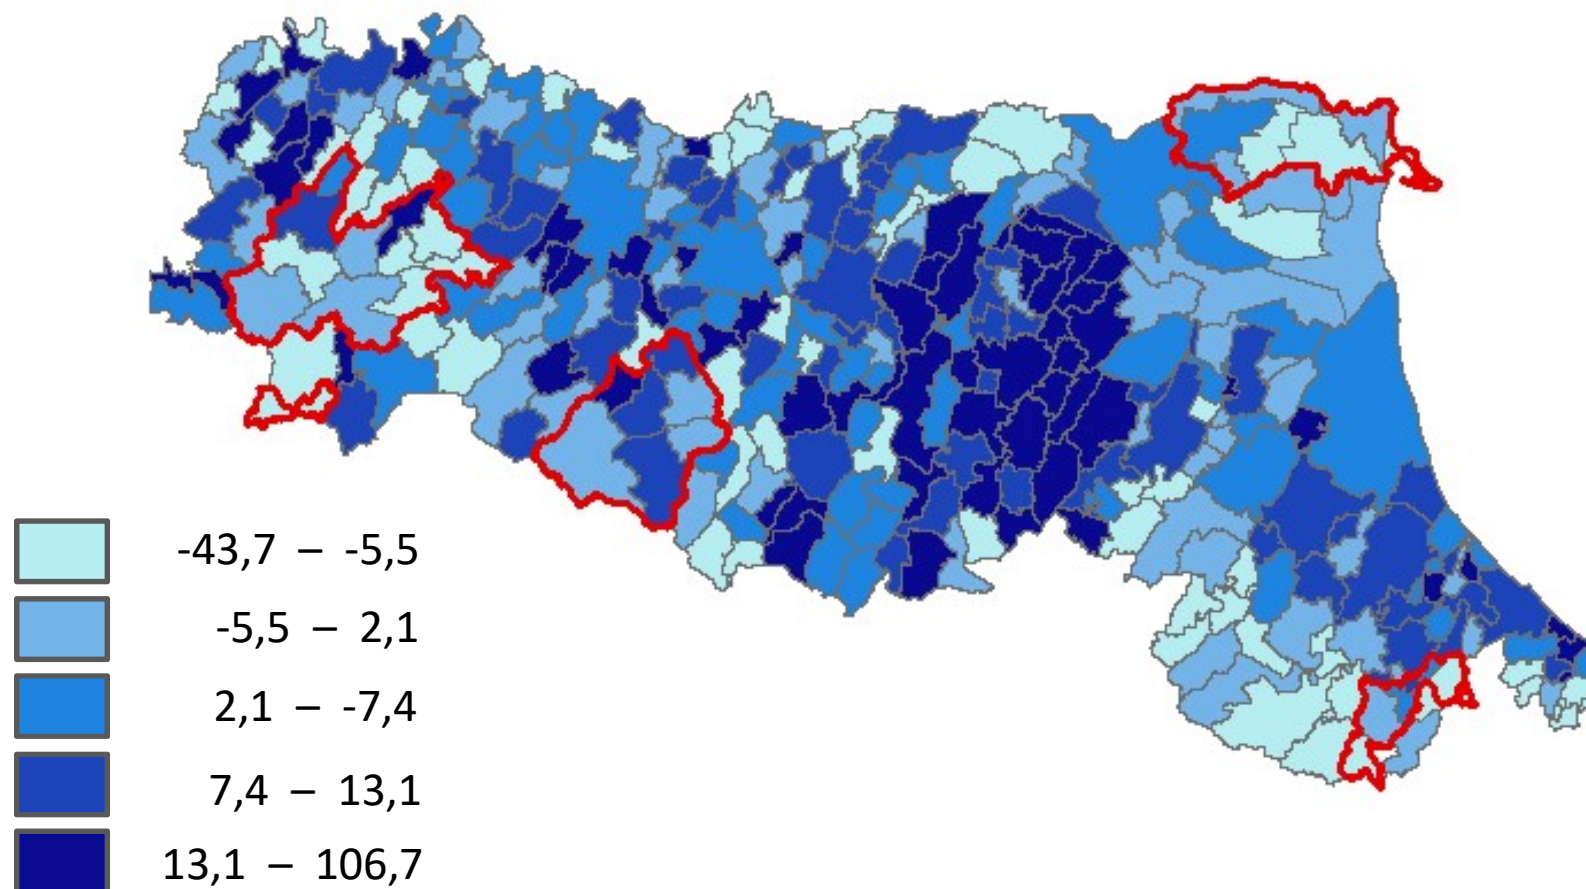 -43,7 – -5,5
-5,5 – 2,1
2,1 – -7,4
7,4 – 13,1
13,1 – 106,7